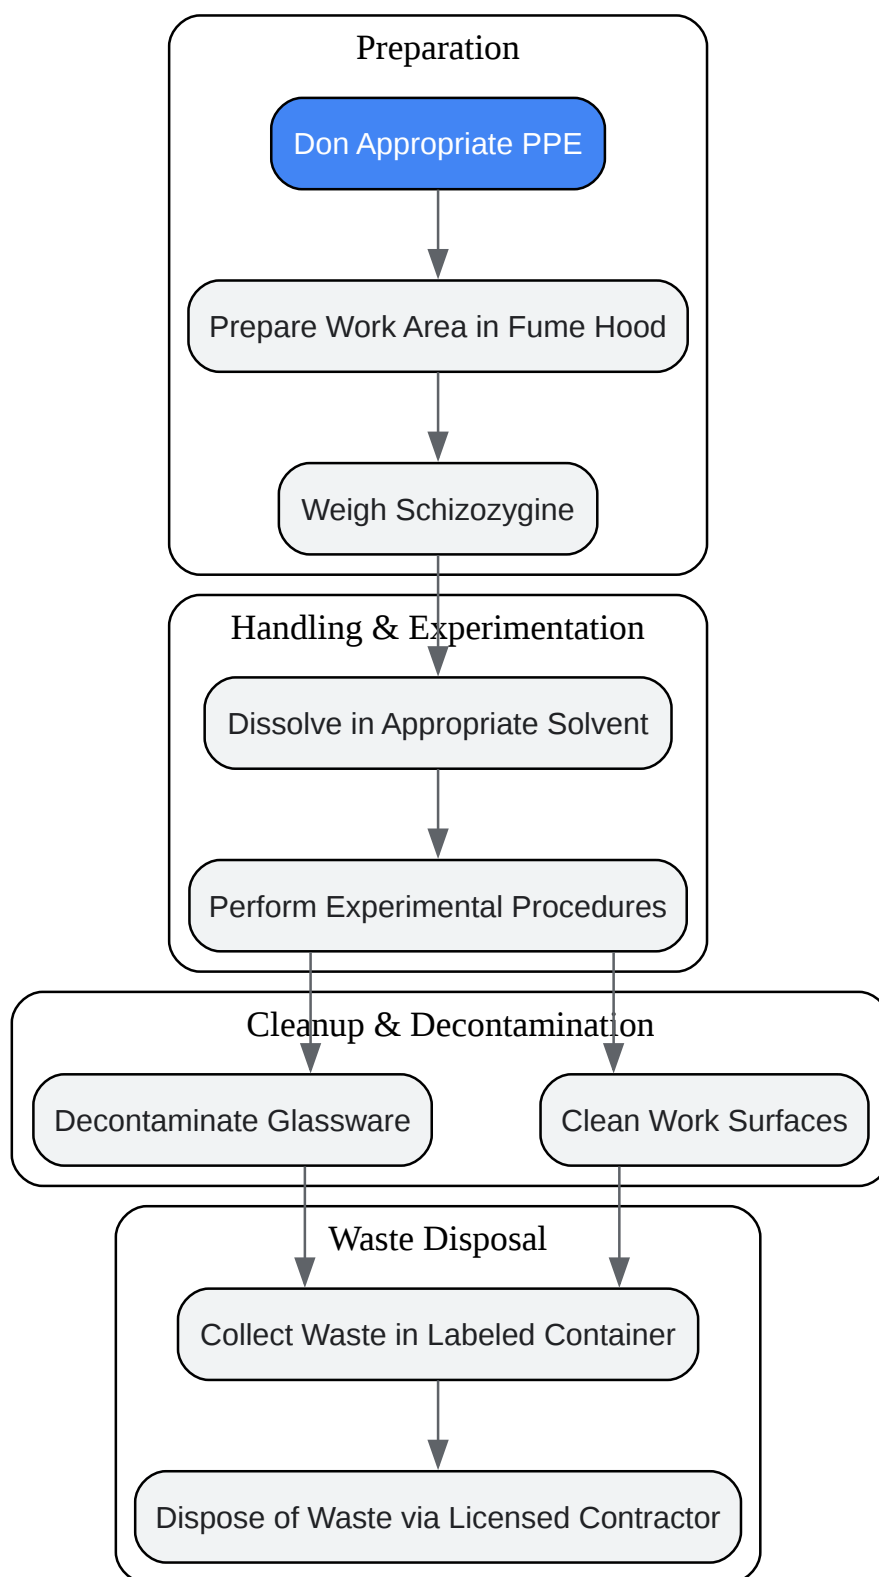 Preparation
Don Appropriate PPE
Prepare Work Area in Fume Hood
Weigh Schizozygine
Handling & Experimentation
Dissolve in Appropriate Solvent
Perform Experimental Procedures
Cleanup & Decontamination
Decontaminate Glassware
Clean Work Surfaces
Waste Disposal
Collect Waste in Labeled Container
Dispose of Waste via Licensed Contractor